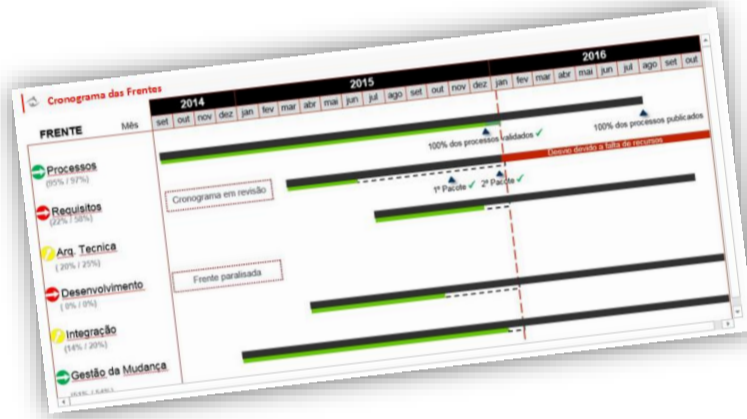 Cronograma das Frentes
2014 2015 2016
FRENTE Mês set out nov dez jan fev mar abr mai jun jul ago set out nov dez jan fev mar abr mai jun jul ago set out
Processos
(95% / 97%)
100% dos processos validados ✓
100% dos processos publicados
Requisitos
(22% / 50%)
Cronograma em revisão
Desvio devido a falta de recursos
Arq. Tecnica
(20% / 25%)
1º Pacote ✓ 2º Pacote ✓
Desenvolvimento
(0% / 0%)
Frente paralisada
Integração
(14% / 20%)
Gestão da Mudança